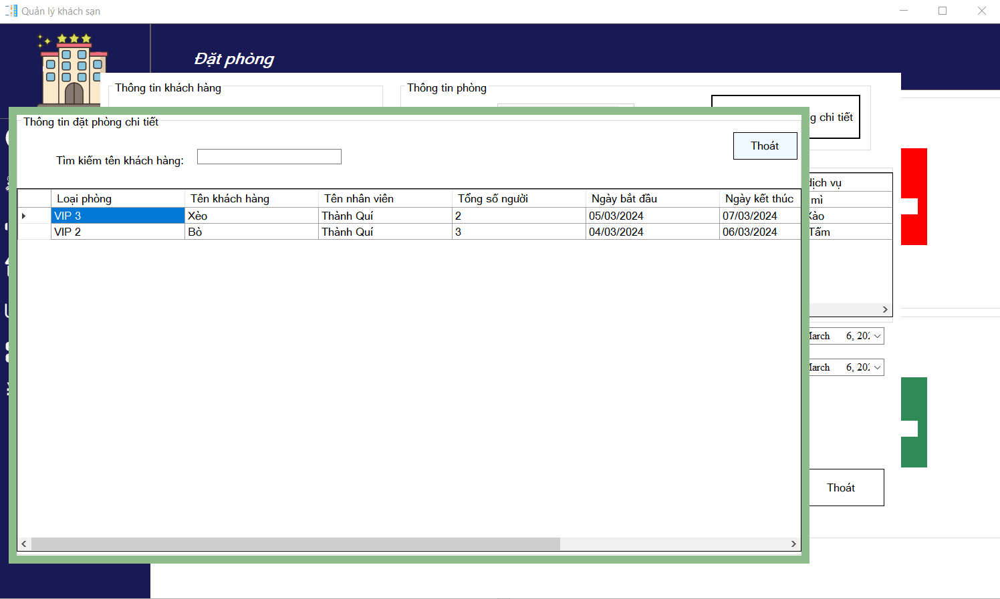 Quản lý khách sạn
Đặt phòng
Thông tin khách hàng
Thông tin phòng
chi tiết
Thông tin đặt phòng chi tiết
Thoát
Tìm kiếm tên khách hàng:
dịch vụ
mì
Xào
Tấm
Loại phòng Tên khách hàng Tên nhân viên Tổng số người Ngày bắt đầu Ngày kết thúc
VIP 3 Xèo Thành Quí 2 05/03/2024 07/03/2024
VIP 2 Bò Thành Quí 3 04/03/2024 06/03/2024
March 6, 202
March 6, 202
Thoát